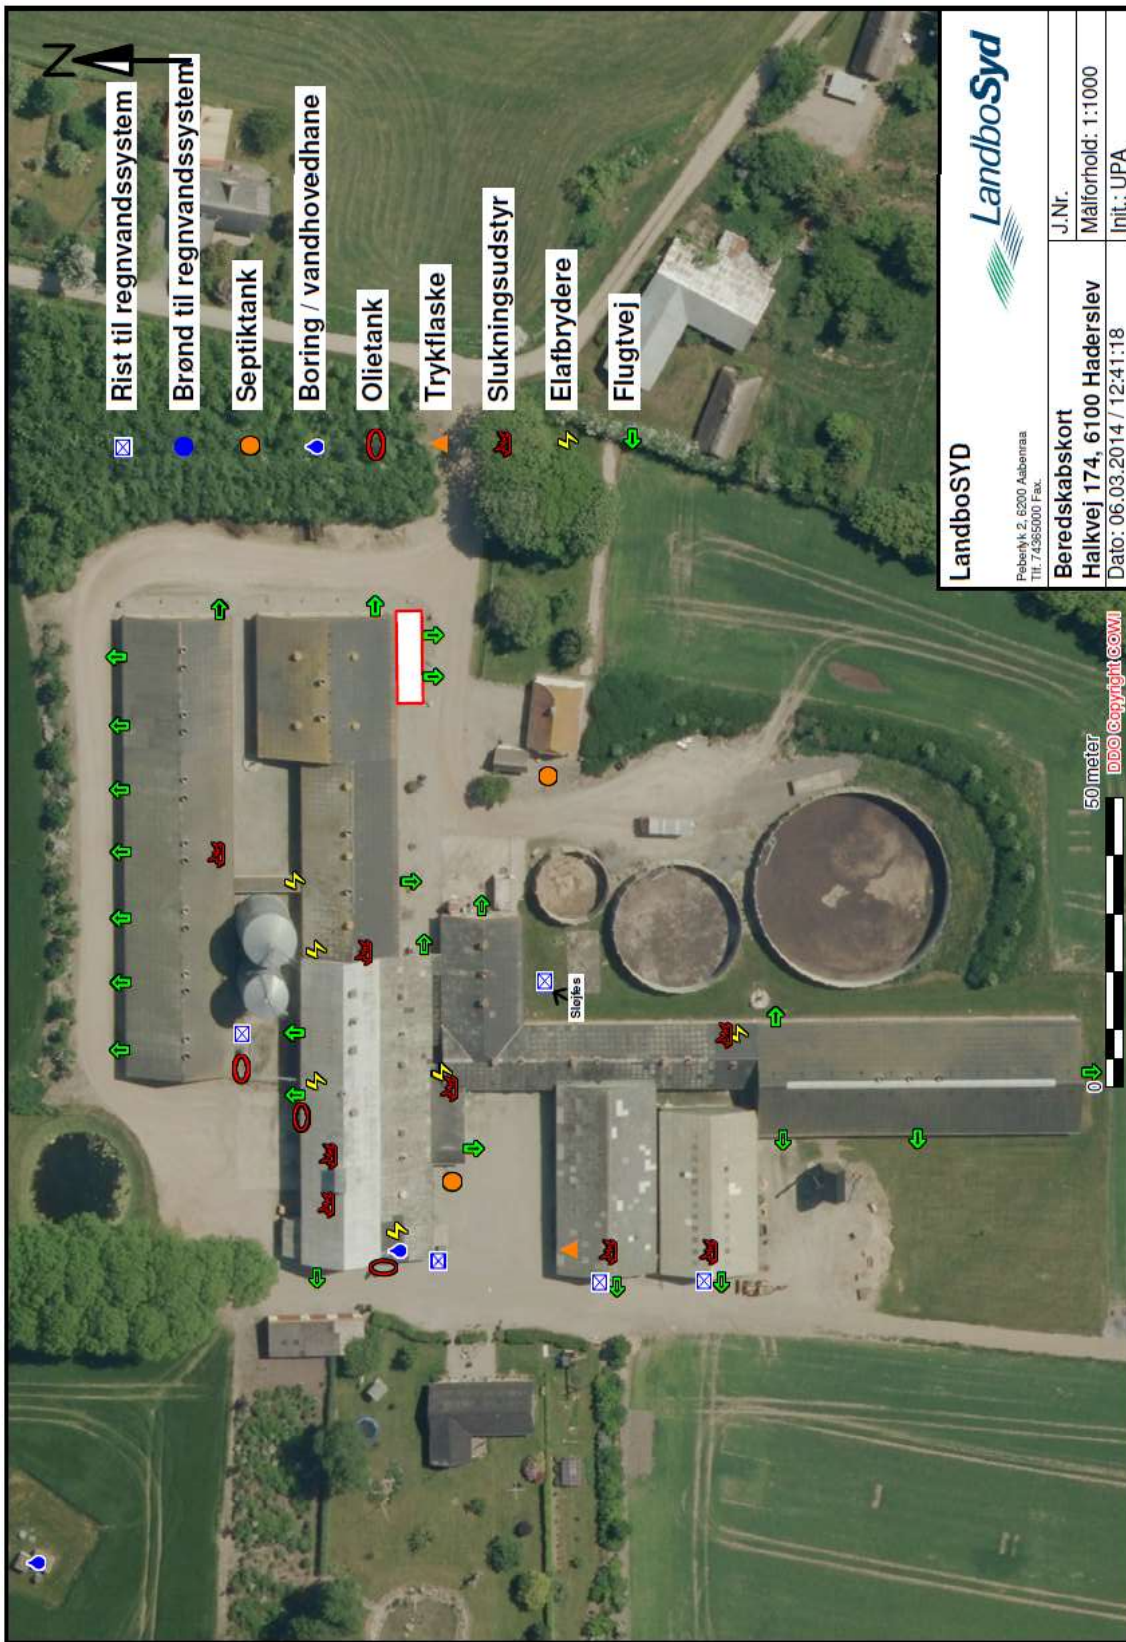 N
Rist til regnvandssystem
Brønd til regnvandssystem
Septiktank
Boring / vandhovedhane
Olietank
Trykflaske
Slukningsudstyr
Elafbrydere
Flugtvej
Sløjfes
0
50 meter
DDO Copyright COWI
LandboSYD
LandboSyd
Peberlyk 2, 6200 Aabenraa
Tlf. 74365000 Fax.
Beredskabskort
J.Nr.
Halkvej 174, 6100 Haderslev
Målforhold: 1:1000
Dato: 06.03.2014 / 12:41:18
Init.: UPA